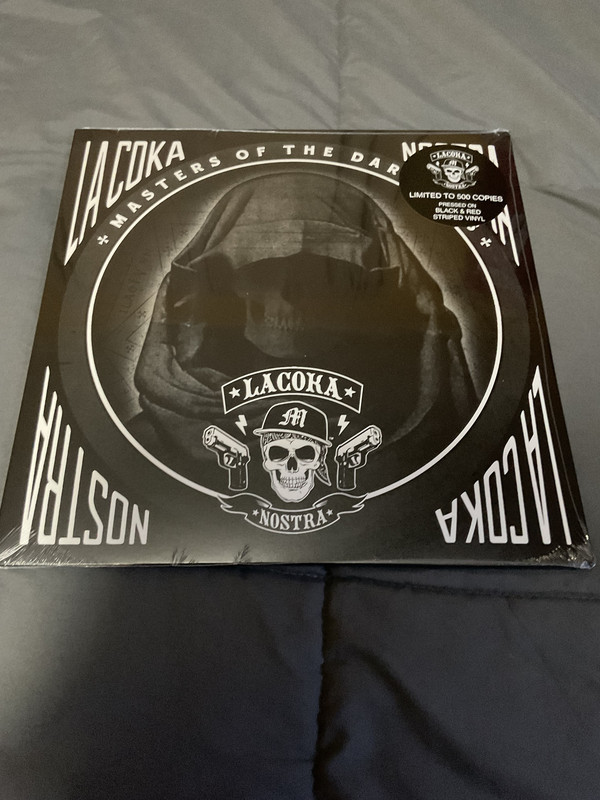 LA COKA
NOSTRA
MASTERS OF THE DAR
LACOKA
NOSTRA
LIMITED TO 500 COPIES
PRESSED ON
BLACK & RED
STRIPED VINYL
LACOKA
M
NOSTRA
NOSTRA
LA COKA